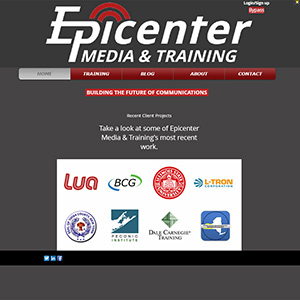 Login/Sign up
Bypass
Epicenter
MEDIA & TRAINING
HOME
TRAINING
BLOG
ABOUT
CONTACT
BUILDING THE FUTURE OF COMMUNICATIONS
Recent Client Projects
Take a look at some of Epicenter
Media & Training's most recent
work.
Lua
BCG
L-TRON
CORPORATION
PECONIC
INSTITUTE
DALE CARNEGIE
TRAINING